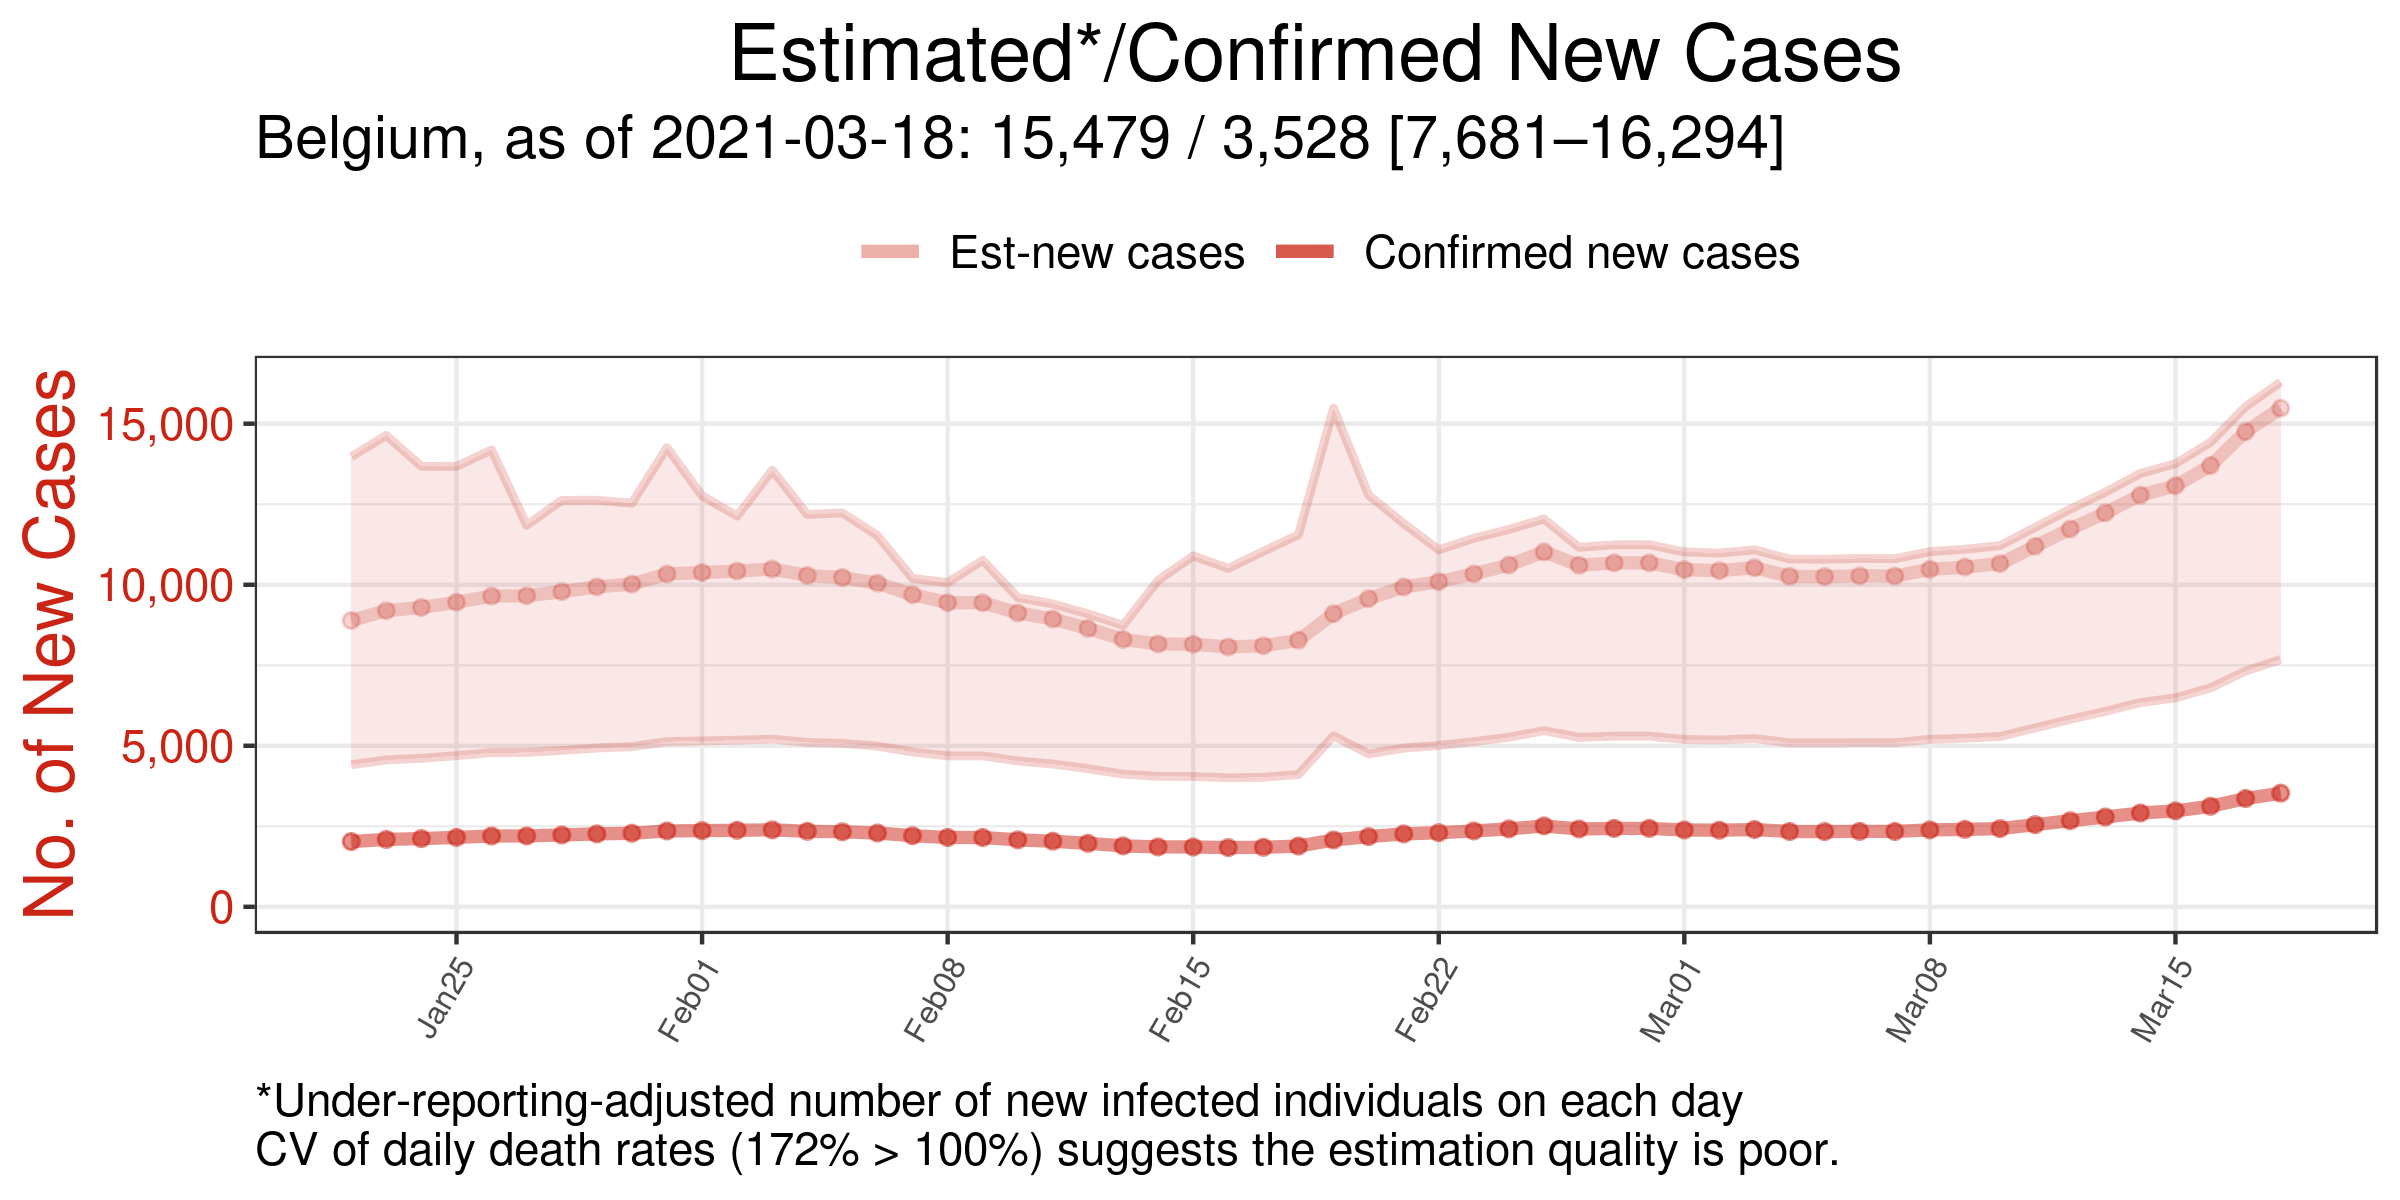 Estimated*/Confirmed New Cases
Belgium, as of 2021-03-18: 15,479 / 3,528 [7,681–16,294]
Est-new cases Confirmed new cases
No. of New Cases
15,000
10,000
5,000
0
Jan25 Feb01 Feb08 Feb15 Feb22 Mar01 Mar08 Mar15
*Under-reporting-adjusted number of new infected individuals on each day
CV of daily death rates (172% > 100%) suggests the estimation quality is poor.